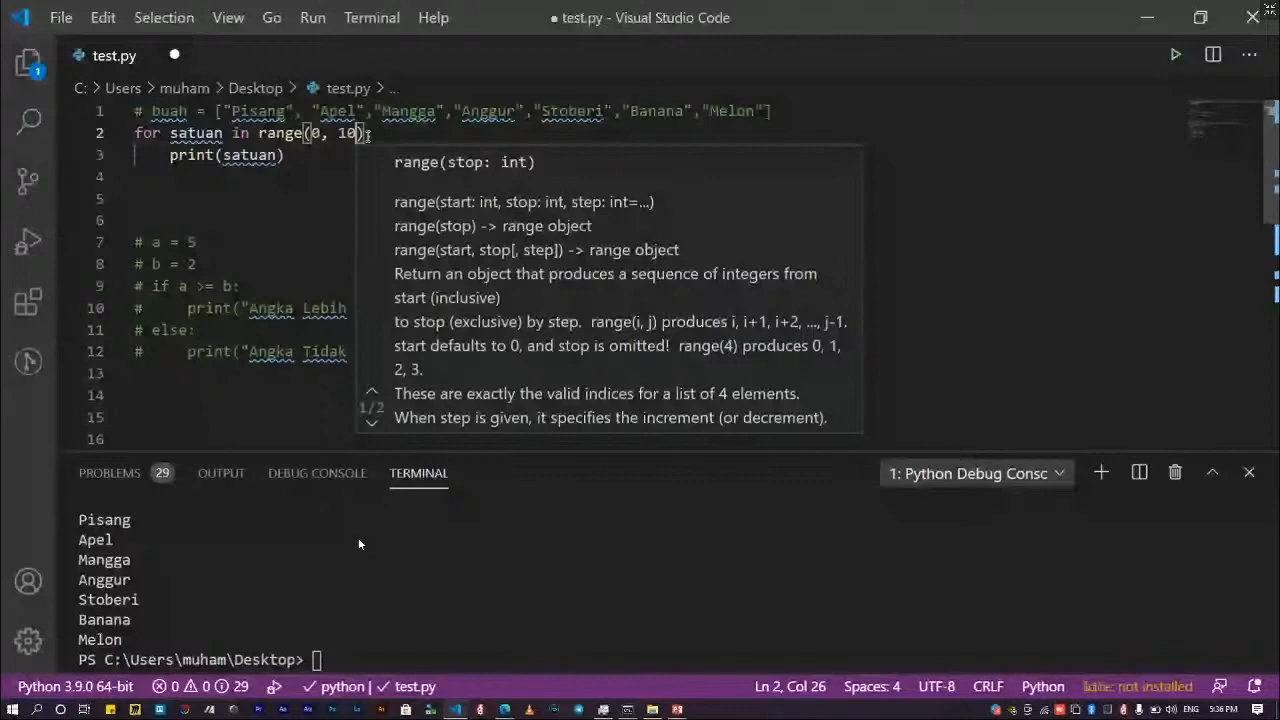 File Edit Selection View Go Run Terminal Help
● test.py - Visual Studio Code
test.py
1
C: > Users > muham > Desktop > test.py > ...
1 # buah = ["Pisang", "Apel","Mangga","Anggur","Stoberi","Banana","Melon"]
2 for satuan in range(0, 10):
3 print(satuan)
4
5
6
7 # a = 5
8 # b = 2
9 # if a >= b:
10 # print("Angka Lebih
11 # else:
12 # print("Angka Tidak
13
14
15
16
range(stop: int)
range(start: int, stop: int, step: int=...)
range(stop) -> range object
range(start, stop[, step]) -> range object
Return an object that produces a sequence of integers from
start (inclusive)
to stop (exclusive) by step. range(i, j) produces i, i+1, i+2, ..., j-1.
start defaults to 0, and stop is omitted! range(4) produces 0, 1,
2, 3.
These are exactly the valid indices for a list of 4 elements.
When step is given, it specifies the increment (or decrement).
1/2
PROBLEMS 29 OUTPUT DEBUG CONSOLE TERMINAL
1: Python Debug Consc
Pisang
Apel
Mangga
Anggur
Stoberi
Banana
Melon
PS C:\Users\muham\Desktop>
Python 3.9.0 64-bit 0 0 29 python | test.py
Ln 2, Col 26 Spaces: 4 UTF-8 CRLF Python not installed
ENG 5:36 PM